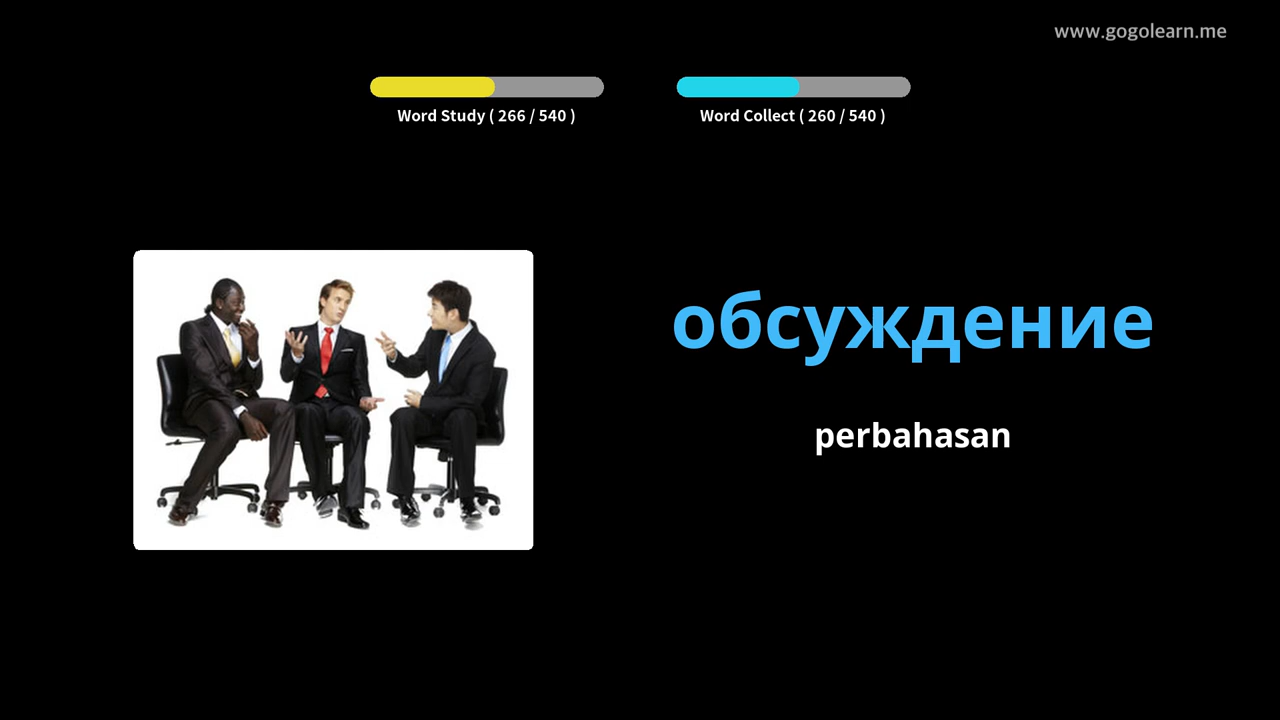 www.gogolearn.me
Word Study ( 266 / 540 )
Word Collect ( 260 / 540 )
обсуждение
perbahasan